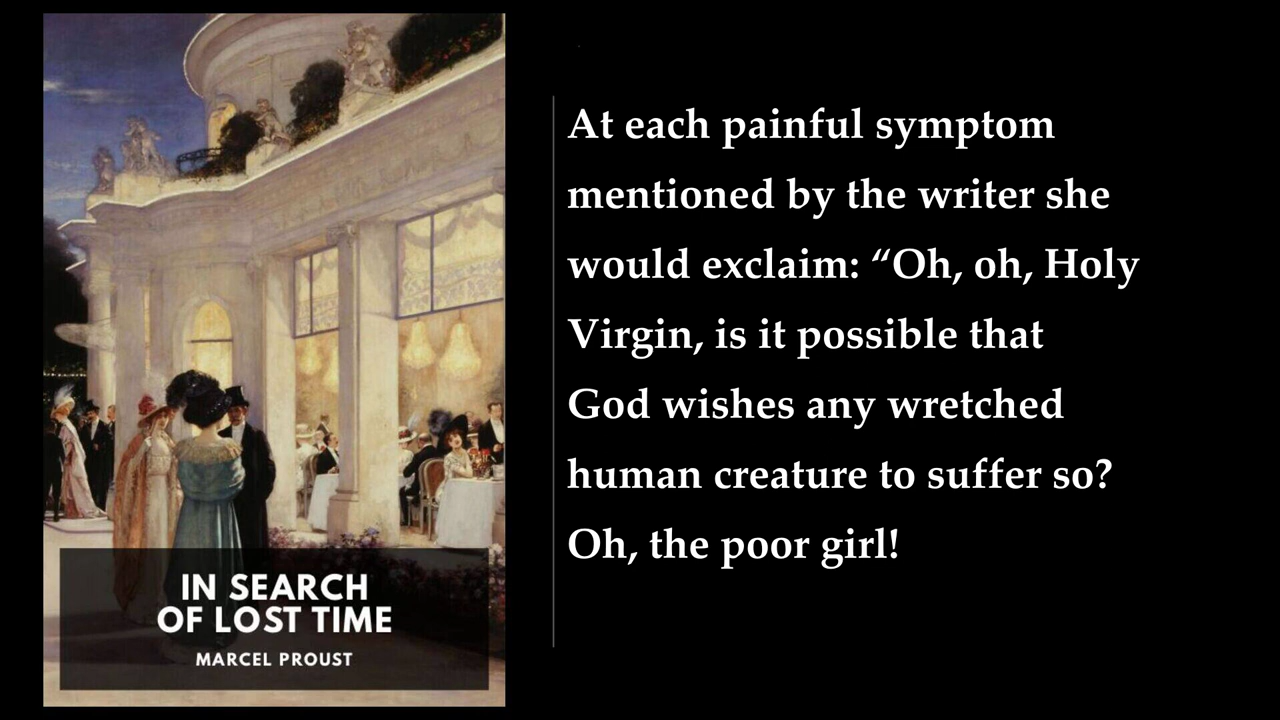 IN SEARCH
OF LOST TIME
MARCEL PROUST
At each painful symptom
mentioned by the writer she
would exclaim: “Oh, oh, Holy
Virgin, is it possible that
God wishes any wretched
human creature to suffer so?
Oh, the poor girl!